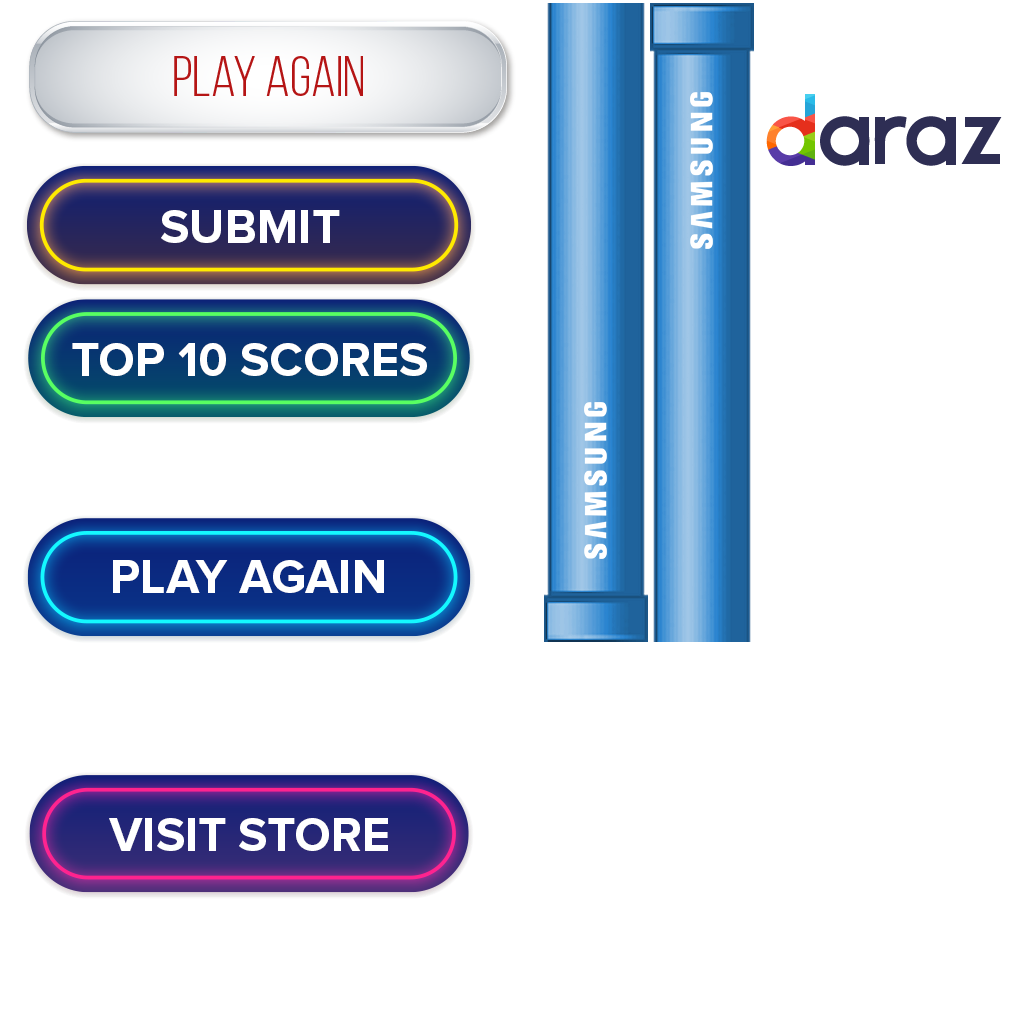 PLAY AGAIN
SUBMIT
TOP 10 SCORES
PLAY AGAIN
VISIT STORE
SAMSUNG
SAMSUNG
daraz